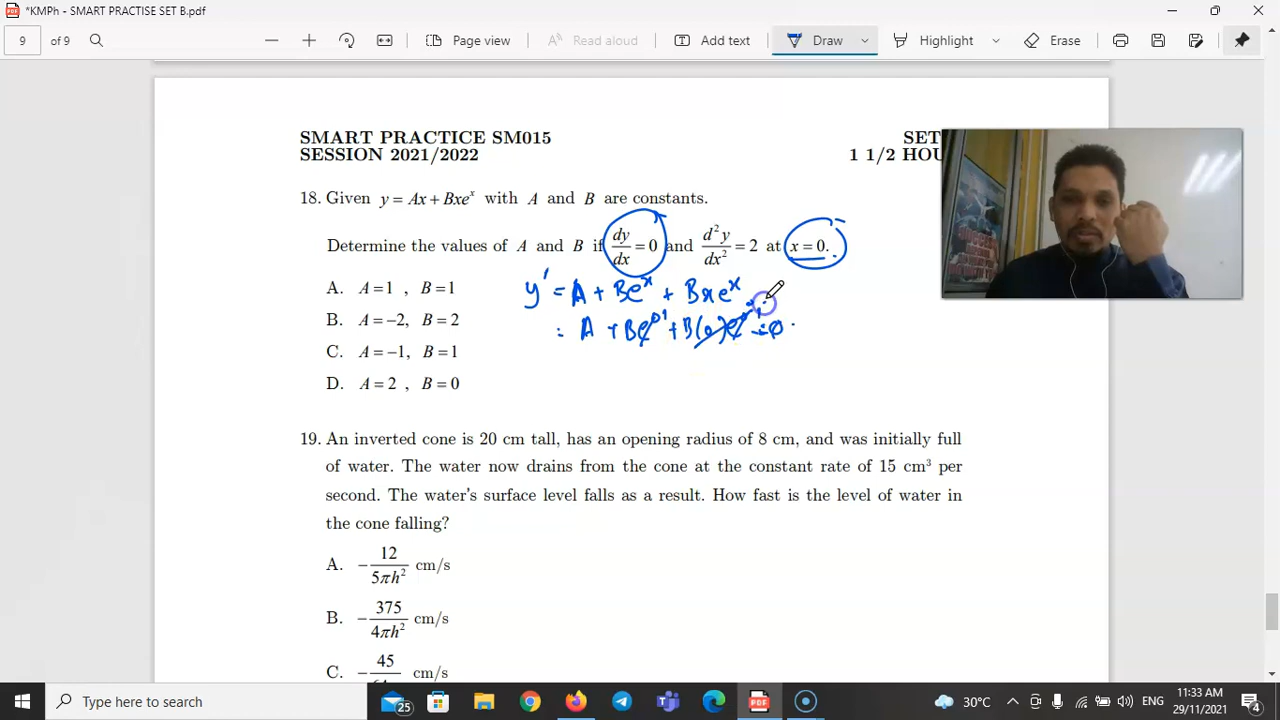 *KMPh - SMART PRACTISE SET B.pdf
9 of 9
Page view
Read aloud
Add text
Draw
Highlight
Erase
SMART PRACTICE SM015 SET
SESSION 2021/2022 1 1/2 HOU
18. Given y = Ax + Bxe^x with A and B are constants.
Determine the values of A and B if dy/dx = 0 and d²y/dx² = 2 at x = 0.
y' = A + Be^x + Bxe^x
= A + Be^0 1 + B(0)e^0 = 0
A. A = 1 , B = 1
B. A = −2, B = 2
C. A = −1, B = 1
D. A = 2 , B = 0
19. An inverted cone is 20 cm tall, has an opening radius of 8 cm, and was initially full
of water. The water now drains from the cone at the constant rate of 15 cm³ per
second. The water's surface level falls as a result. How fast is the level of water in
the cone falling?
A. −12/5πh² cm/s
B. −375/4πh² cm/s
C. −45 cm/s
Type here to search
25
30°C
ENG
11:33 AM
29/11/2021
4